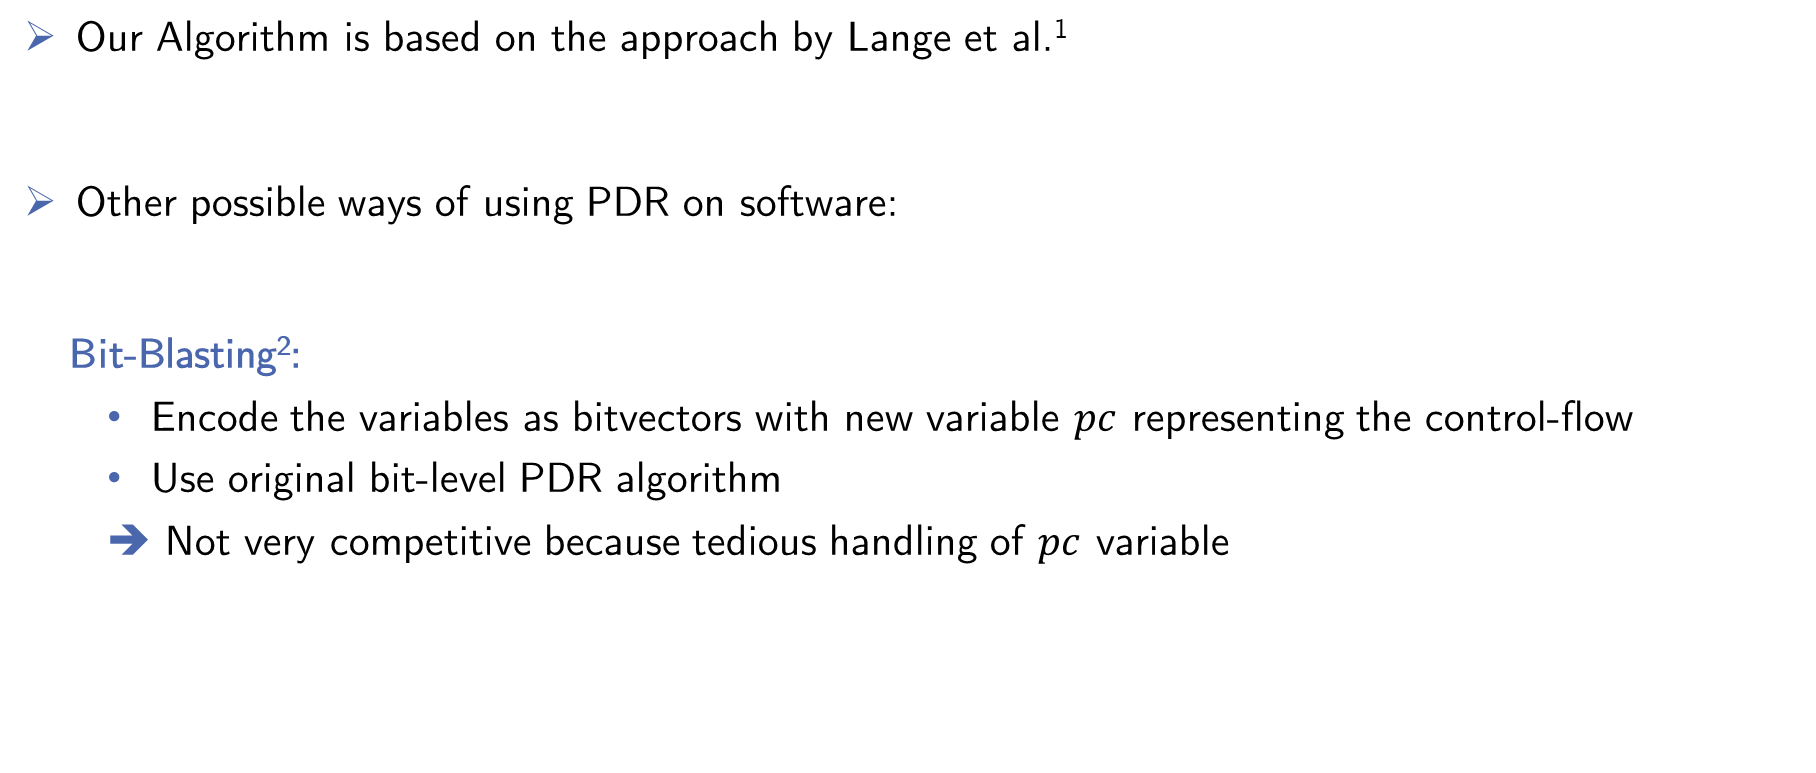 ➢ Our Algorithm is based on the approach by Lange et al.¹
➢ Other possible ways of using PDR on software:
Bit-Blasting²:
• Encode the variables as bitvectors with new variable pc representing the control-flow
• Use original bit-level PDR algorithm
➔ Not very competitive because tedious handling of pc variable